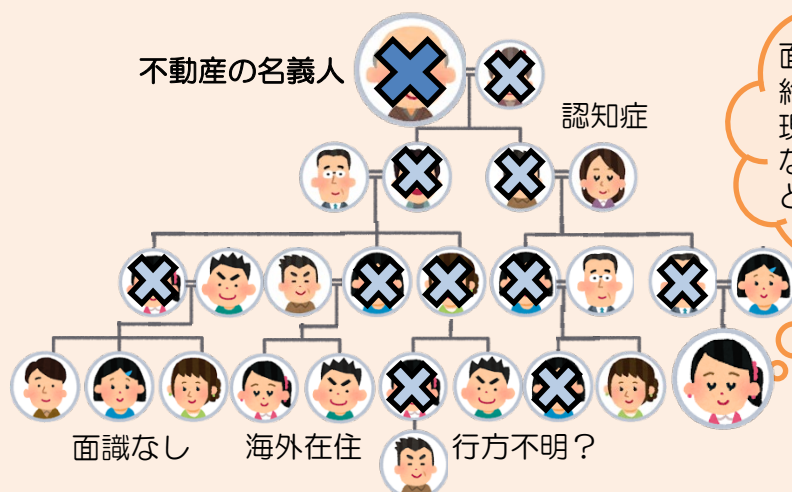 不動産の名義人
認知症
面識なし
海外在住
行方不明？